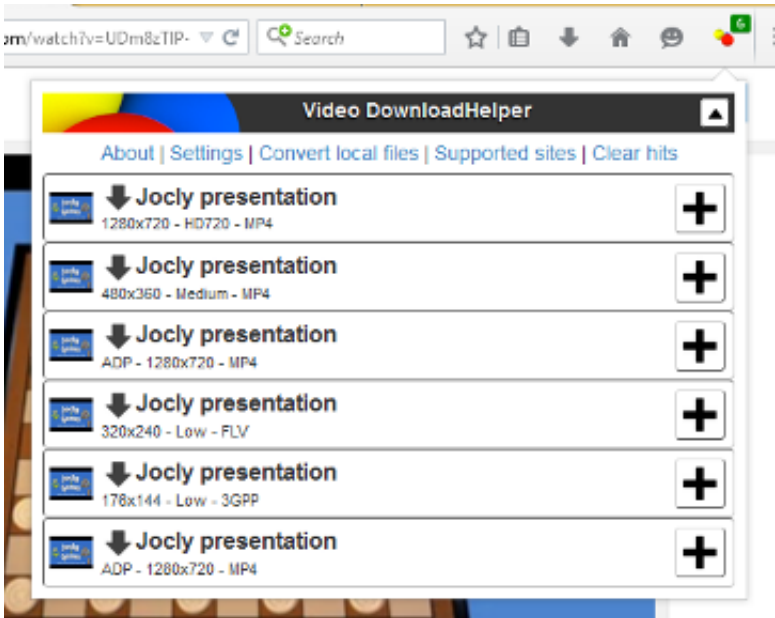 om/watch?v=UDm8zTIP-
Search
6
Video DownloadHelper
About | Settings | Convert local files | Supported sites | Clear hits
Jocly presentation
1280x720 - HD720 - MP4
Jocly presentation
480x360 - Medium - MP4
Jocly presentation
ADP - 1280x720 - MP4
Jocly presentation
320x240 - Low - FLV
Jocly presentation
176x144 - Low - 3GPP
Jocly presentation
ADP - 1280x720 - MP4